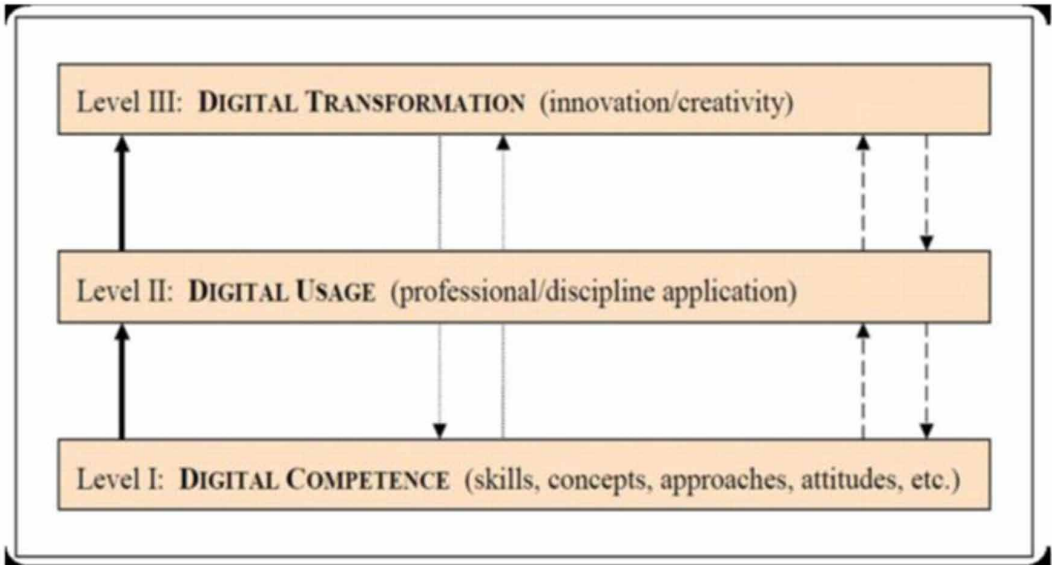 Level III: DIGITAL TRANSFORMATION (innovation/creativity)
Level II: DIGITAL USAGE (professional/discipline application)
Level I: DIGITAL COMPETENCE (skills, concepts, approaches, attitudes, etc.)